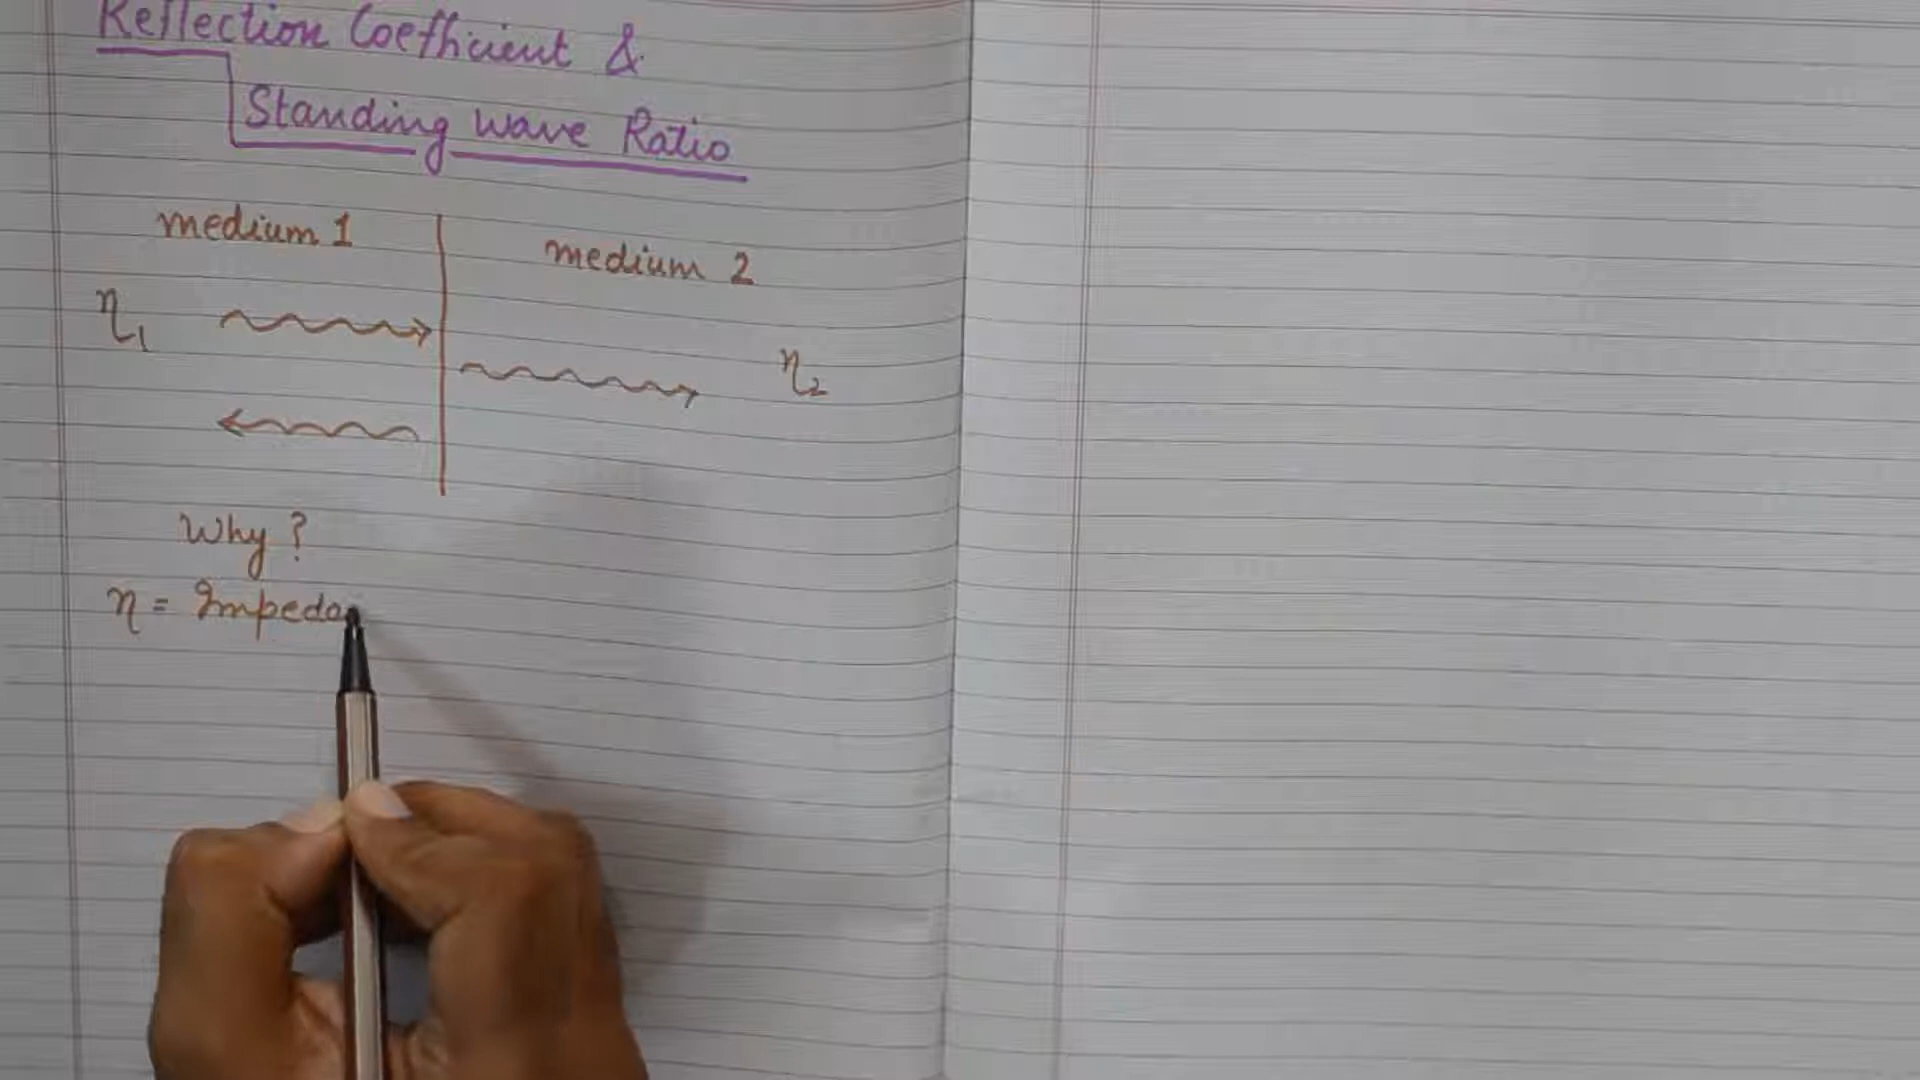 Reflection Coefficient &
Standing Wave Ratio
medium 1
medium 2
η₁
η₂
Why ?
η = Impeda